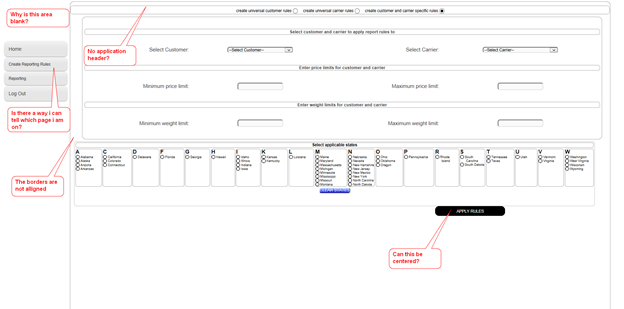 Why is this area
blank?
create universal customer rules
create universal carrier rules
create customer and carrier specific rules
Select customer and carrier to apply report rules to
No application
header?
Select Customer:
--Select Customer--
Select Carrier:
--Select Carrier--
Home
Create Reporting Rules
Reporting
Log Out
Enter price limits for customer and carrier
Minimum price limit:
Maximum price limit:
Enter weight limits for customer and carrier
Minimum weight limit:
Maximum weight limit:
Is there a way I can
tell which page i am
on?
Select applicable states
A
Alabama
Alaska
Arizona
Arkansas
C
California
Colorado
Connecticut
D
Delaware
F
Florida
G
Georgia
H
Hawaii
I
Idaho
Illinois
Indiana
Iowa
K
Kansas
Kentucky
L
Louisiana
M
Maine
Maryland
Massachusetts
Michigan
Minnesota
Mississippi
Missouri
Montana
N
Nebraska
Nevada
New Hampshire
New Jersey
New Mexico
New York
North Carolina
North Dakota
O
Ohio
Oklahoma
Oregon
P
Pennsylvania
R
Rhode
Island
S
South
Carolina
South Dakota
T
Tennessee
Texas
U
Utah
V
Vermont
Virginia
W
Washington
West Virginia
Wisconsin
Wyoming
The borders are
not alligned
APPLY RULES
Can this be
centered?